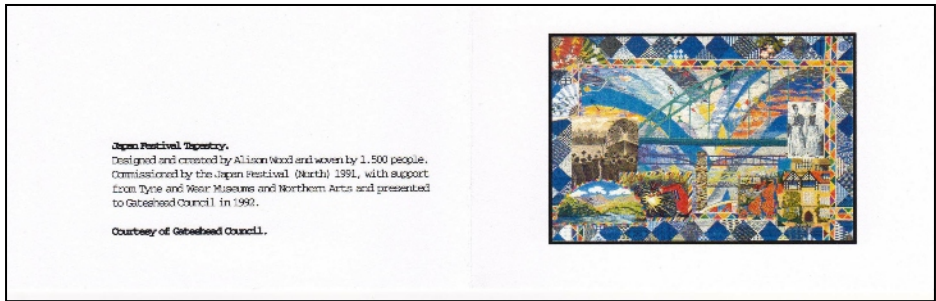 Japan Festival Tapestry.
Designed and created by Alison Wood and woven by 1,500 people.
Commissioned by the Japan Festival (North) 1991, with support
from Tyne and Wear Museums and Northern Arts and presented
to Gateshead Council in 1992.
Courtesy of Gateshead Council.